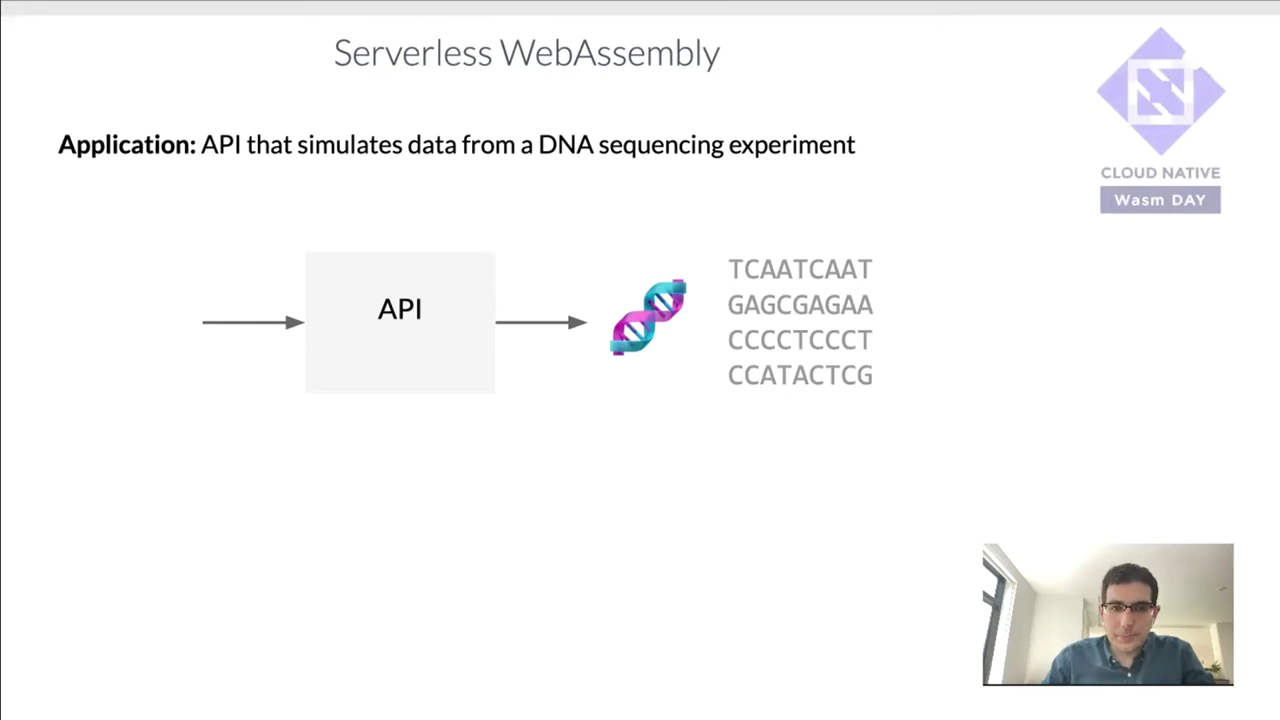 Serverless WebAssembly
CLOUD NATIVE
Wasm DAY
Application: API that simulates data from a DNA sequencing experiment
API
TCAATCAAT
GAGCGAGAA
CCCCTCCCT
CCATACTCG